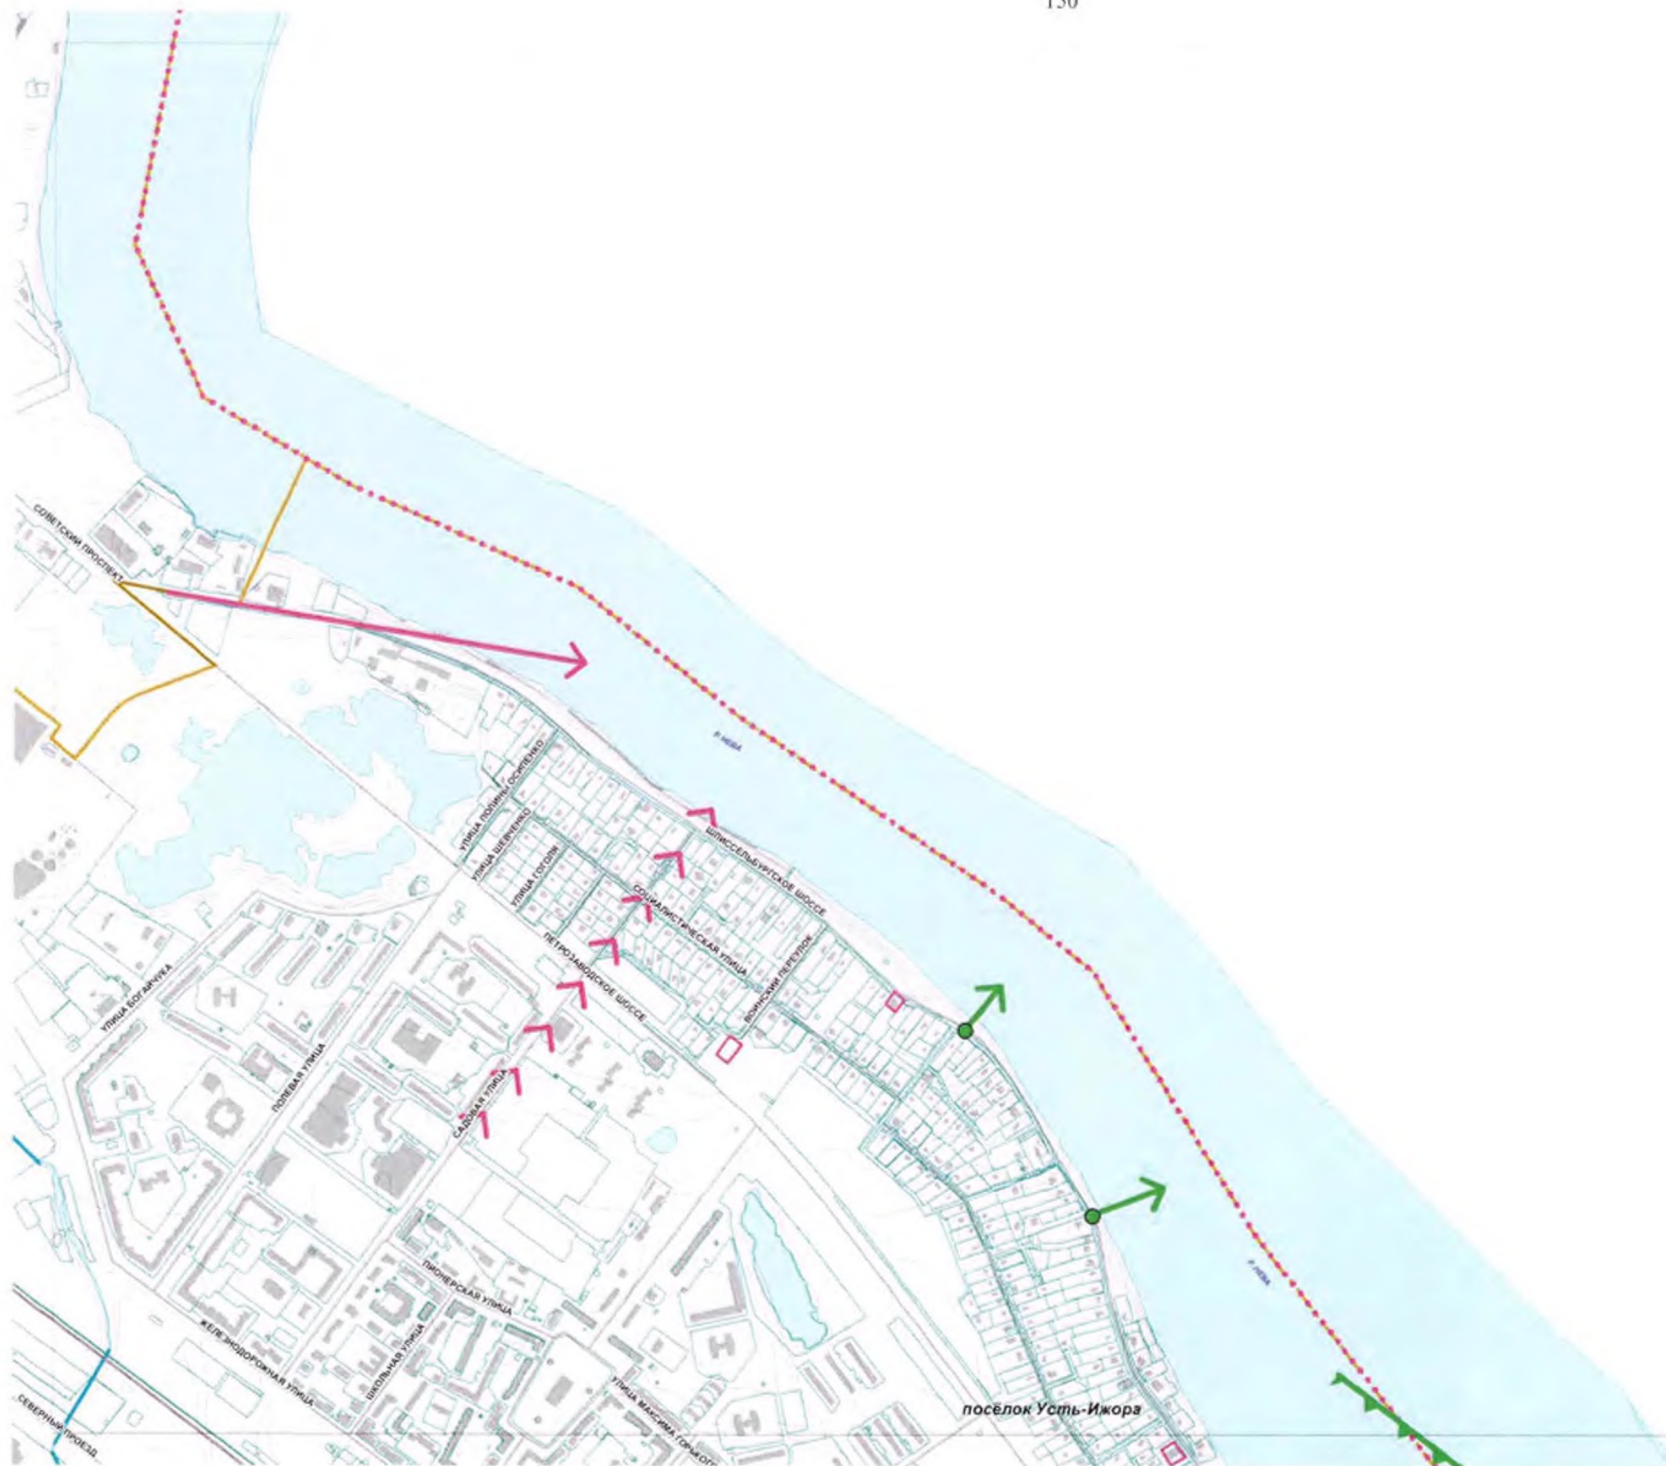 150
СОВЕТСКИЙ ПРОСПЕКТ
Р. НЕВА
УЛИЦА ПОЛИНЫ ОСИПЕНКО
УЛИЦА ШЕВЧЕНКО
УЛИЦА ГОГОЛЯ
ШЛИССЕЛЬБУРГСКОЕ ШОССЕ
СОЦИАЛИСТИЧЕСКАЯ УЛИЦА
ПЕТРОЗАВОДСКОЕ ШОССЕ
ВОИНСКИЙ ПЕРЕУЛОК
УЛИЦА БОГАЙЧУКА
ПОЛЕВАЯ УЛИЦА
САДОВАЯ УЛИЦА
Р. НЕВА
ПИОНЕРСКАЯ УЛИЦА
ЖЕЛЕЗНОДОРОЖНАЯ УЛИЦА
ШКОЛЬНАЯ УЛИЦА
УЛИЦА МАКСИМА ГОРЬКОГО
СЕВЕРНЫЙ ПРОЕЗД
посёлок Усть-Ижора